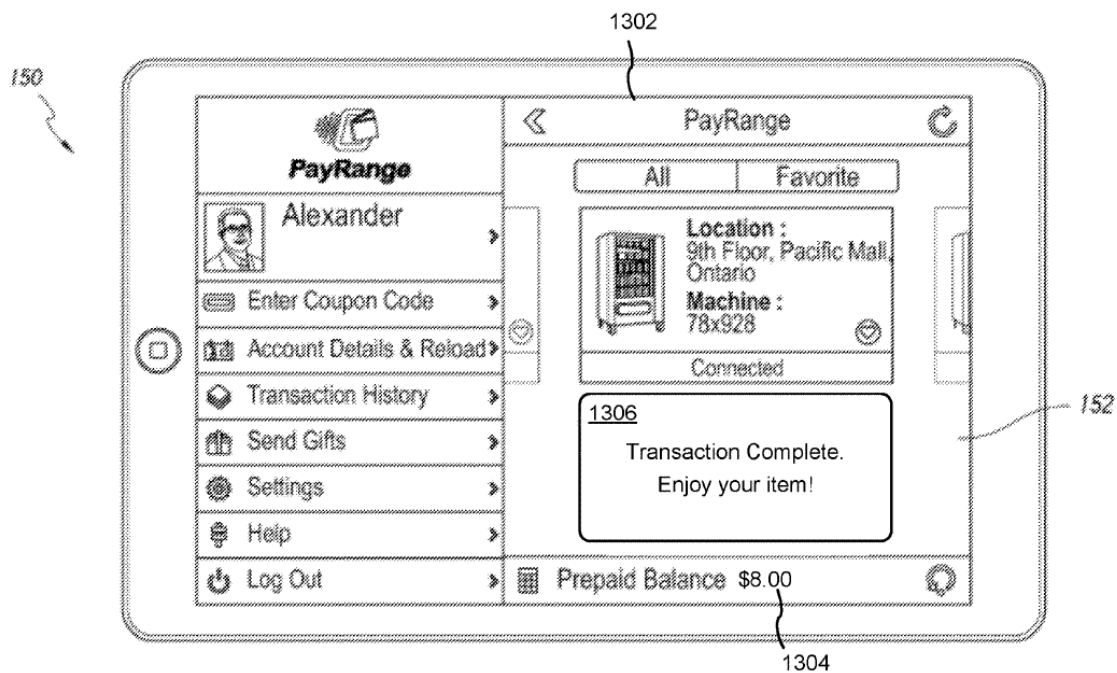 1302
150
PayRange
Alexander
Enter Coupon Code
Account Details & Reload
Transaction History
Send Gifts
Settings
Help
Log Out
PayRange
All
Favorite
Location :
9th Floor, Pacific Mall,
Ontario
Machine :
78x928
Connected
1306
Transaction Complete.
Enjoy your item!
152
Prepaid Balance $8.00
1304